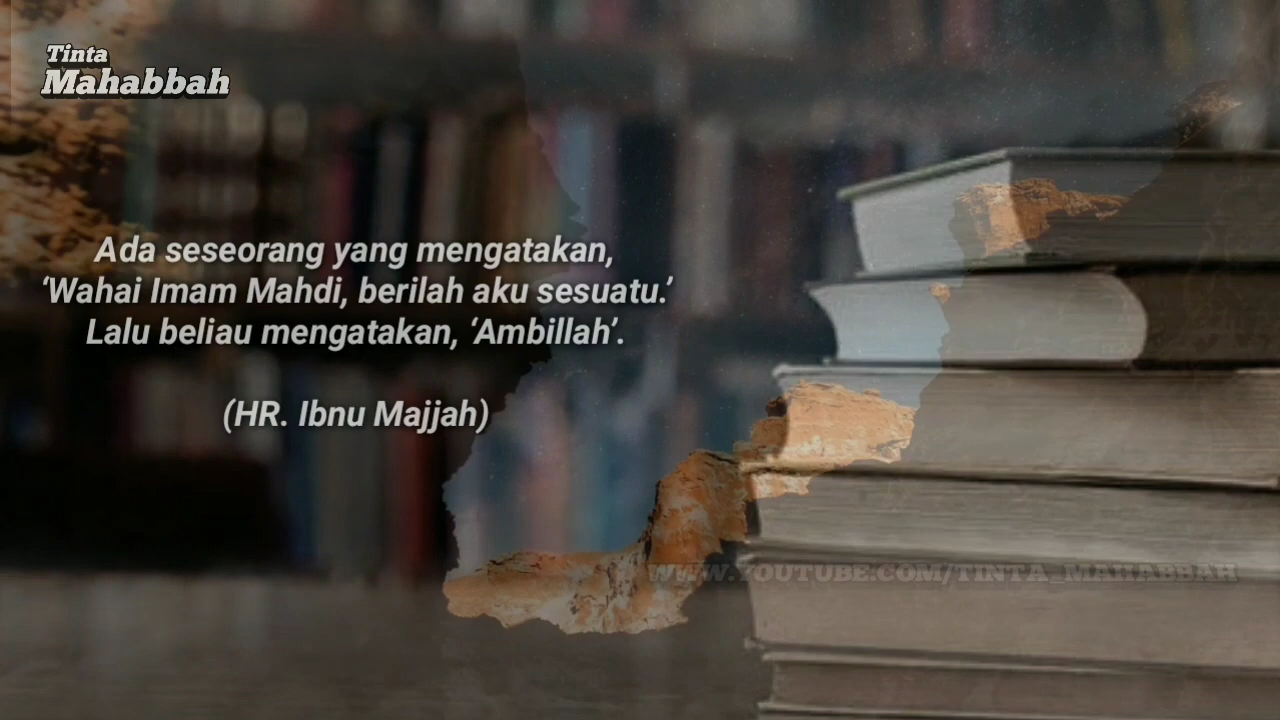 Tinta
Mahabbah
Ada seseorang yang mengatakan,
‘Wahai Imam Mahdi, berilah aku sesuatu.’
Lalu beliau mengatakan, ‘Ambillah’.
(HR. Ibnu Majjah)
WWW.YOUTUBE.COM/TINTA_MAHABBAH